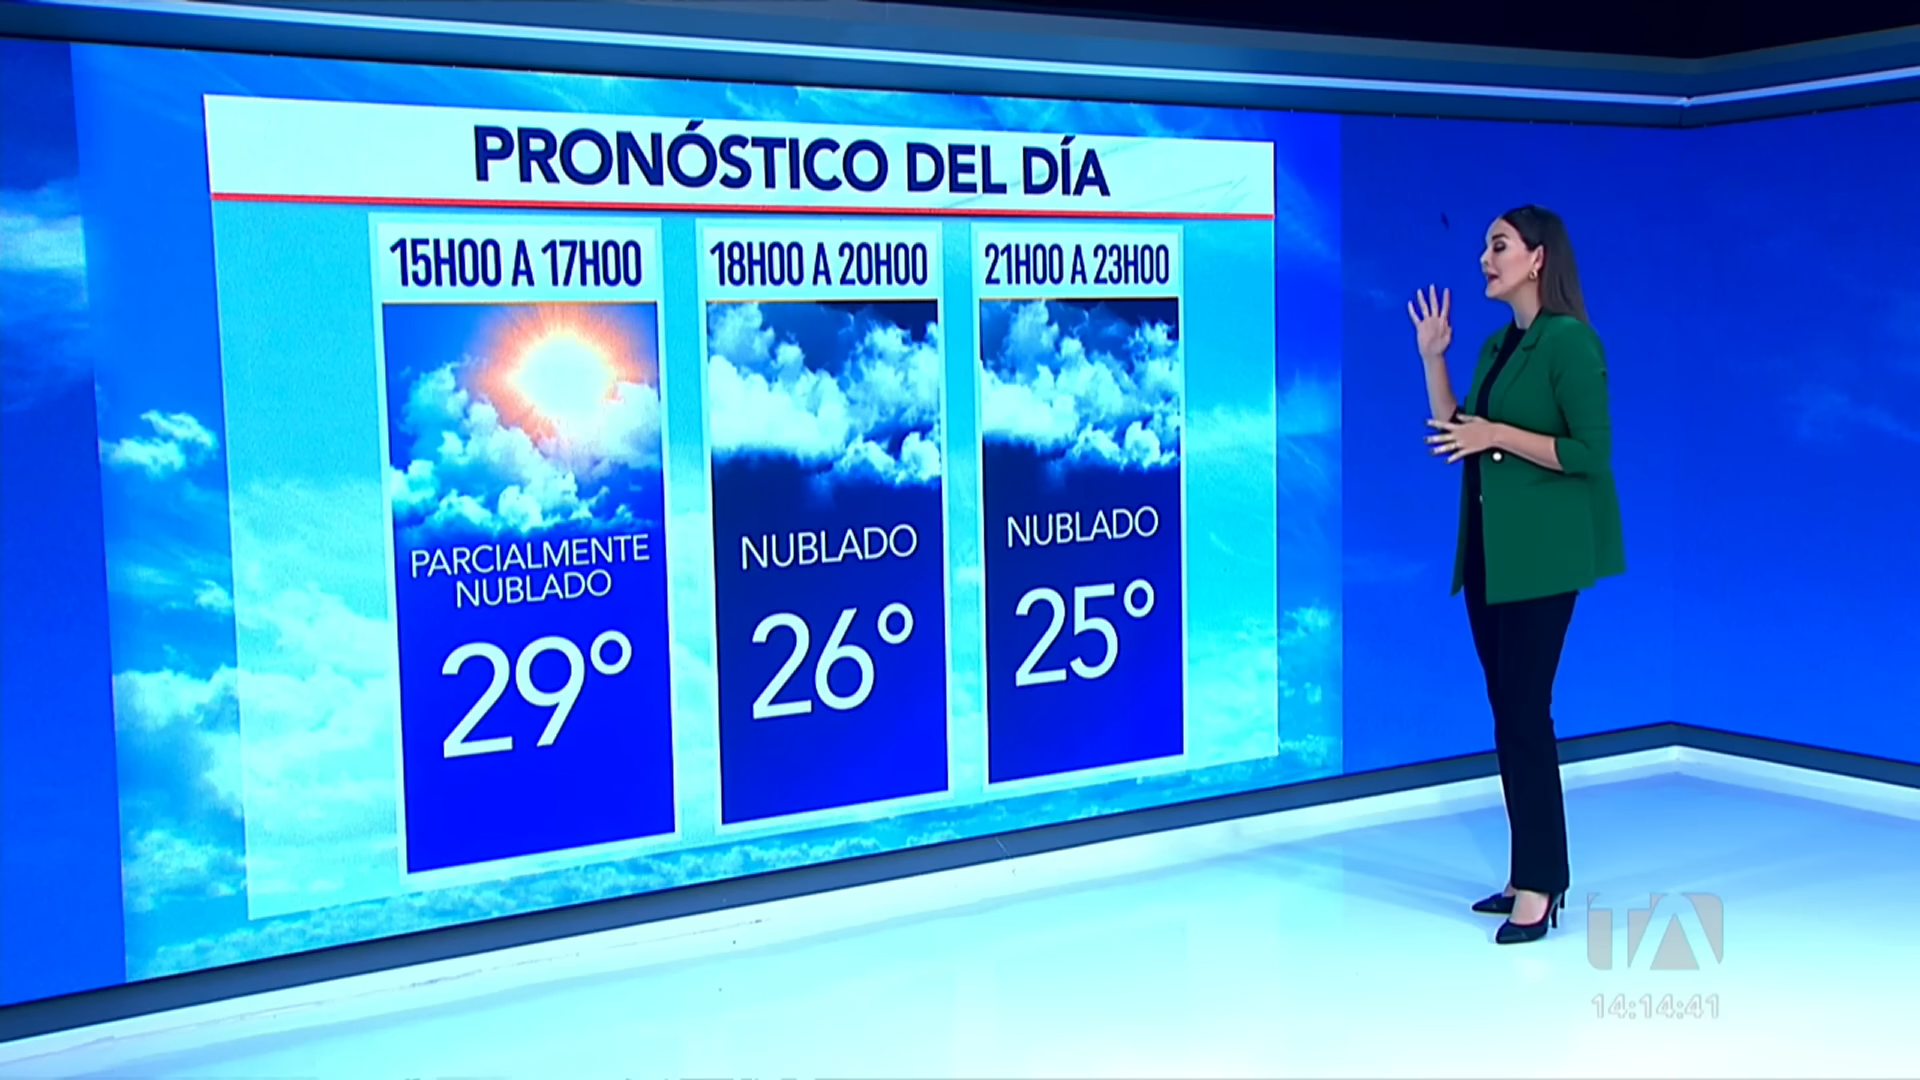 PRONÓSTICO DEL DÍA
15H00 A 17H00
PARCIALMENTE
NUBLADO
29°
18H00 A 20H00
NUBLADO
26°
21H00 A 23H00
NUBLADO
25°
TA
14:14:41